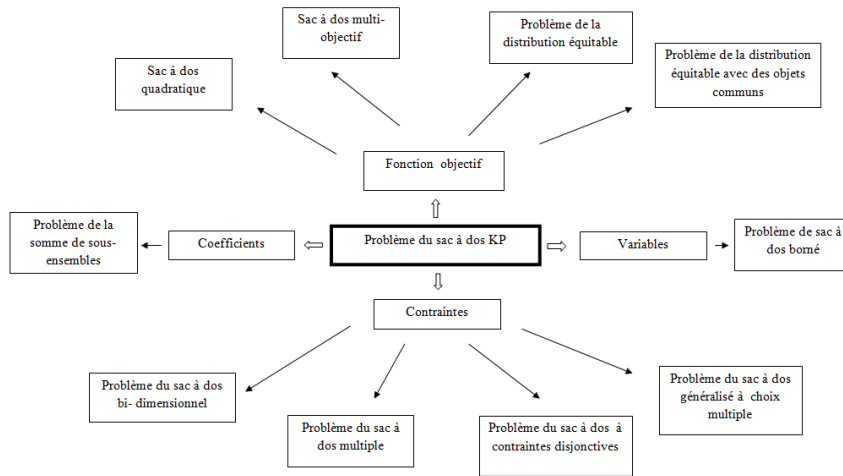 Sac à dos multi-
objectif
Problème de la
distribution équitable
Problème de la distribution
équitable avec des objets
communs
Sac à dos
quadratique
Fonction objectif
Problème de la
somme de sous-
ensembles
Coefficients
Problème du sac à dos KP
Variables
Problème de sac à
dos borné
Contraintes
Problème du sac à dos
bi- dimensionnel
Problème du sac à
dos multiple
Problème du sac à dos à
contraintes disjonctives
Problème du sac à dos
généralisé à choix
multiple